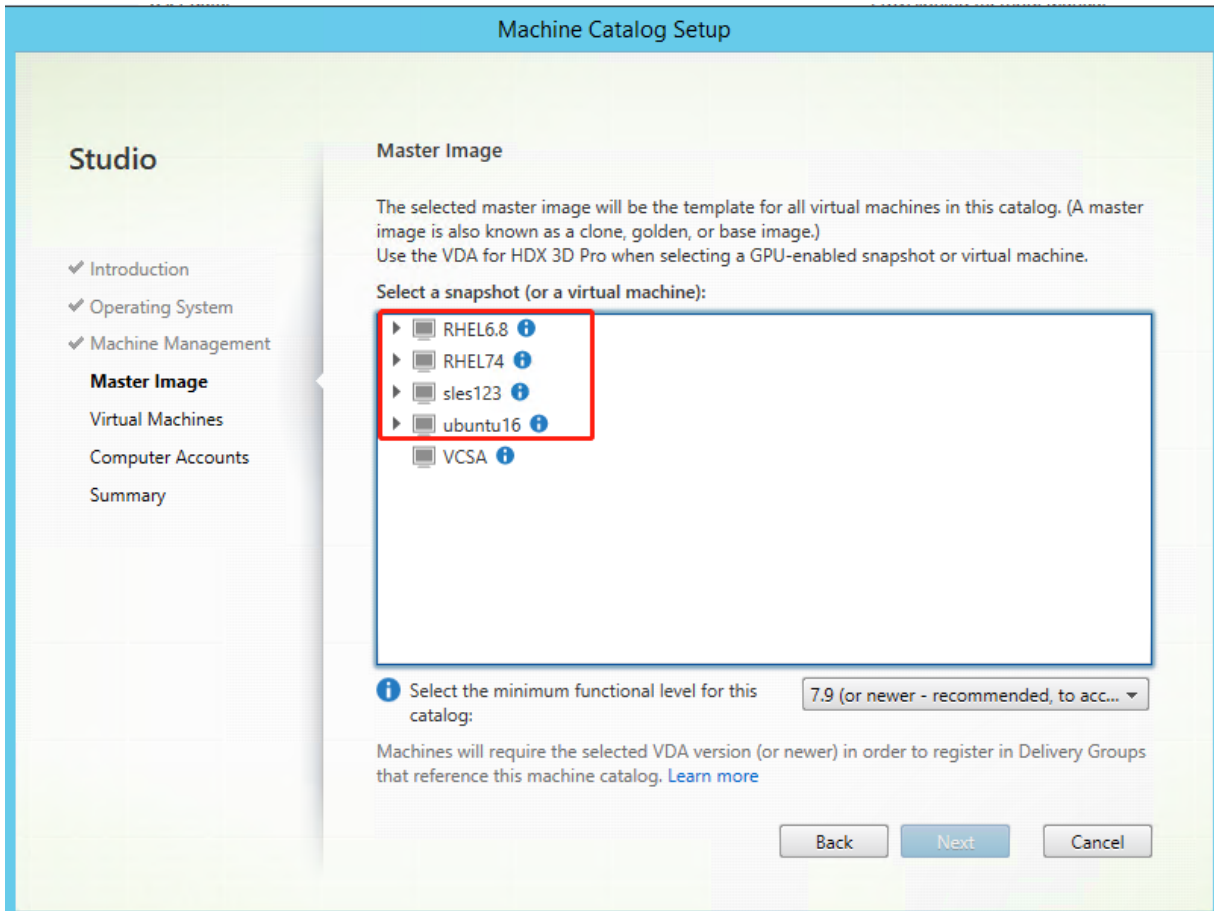 Machine Catalog Setup
Studio
Introduction
Operating System
Machine Management
Master Image
Virtual Machines
Computer Accounts
Summary
Master Image
The selected master image will be the template for all virtual machines in this catalog. (A master
image is also known as a clone, golden, or base image.)
Use the VDA for HDX 3D Pro when selecting a GPU-enabled snapshot or virtual machine.
Select a snapshot (or a virtual machine):
RHEL6.8
RHEL74
sles123
ubuntu16
VCSA
Select the minimum functional level for this
catalog:
7.9 (or newer - recommended, to acc...
Machines will require the selected VDA version (or newer) in order to register in Delivery Groups
that reference this machine catalog. Learn more
Back
Next
Cancel